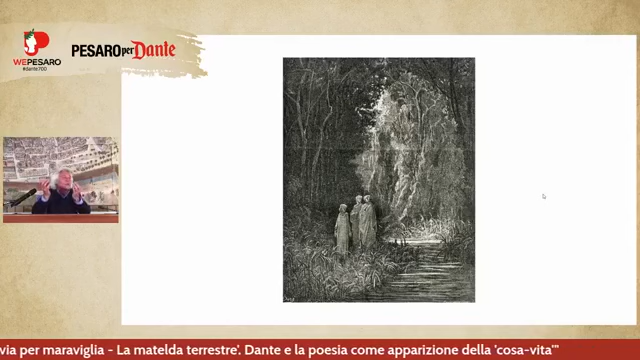 WEPESARO
#dante700
PESARO per Dante
via per maraviglia - La matelda terrestre'. Dante e la poesia come apparizione della 'cosa-vita'"